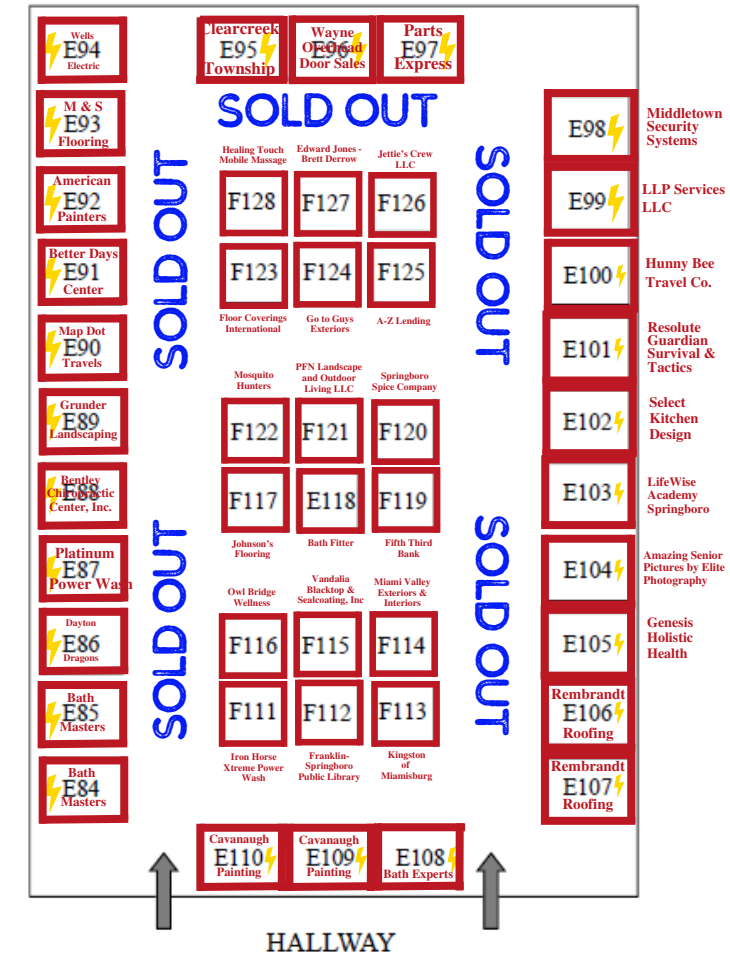 Wells
E94
Electric
Clearcreek
E95
Township
Wayne
Overhead
E96
Door Sales
Parts
E97
Express
SOLD OUT
M & S
E93
Flooring
American
E92
Painters
Better Days
E91
Center
Map Dot
E90
Travels
Grunder
E89
Landscaping
Bentley
Chiropractic
E88
Center, Inc.
Platinum
E87
Power Wash
Dayton
E86
Dragons
Bath
E85
Masters
Bath
E84
Masters
SOLD OUT
SOLD OUT
Healing Touch
Mobile Massage
Edward Jones -
Brett Derrow
Jettie's Crew
LLC
F128
F127
F126
F123
F124
F125
Floor Coverings
International
Go to Guys
Exteriors
A-Z Lending
Mosquito
Hunters
PFN Landscape
and Outdoor
Living LLC
Springboro
Spice Company
F122
F121
F120
F117
E118
F119
Johnson's
Flooring
Bath Fitter
Fifth Third
Bank
Owl Bridge
Wellness
Vandalia
Blacktop &
Sealcoating, Inc
Miami Valley
Exteriors &
Interiors
F116
F115
F114
F111
F112
F113
Iron Horse
Xtreme Power
Wash
Franklin-
Springboro
Public Library
Kingston
of
Miamisburg
SOLD OUT
SOLD OUT
E98
Middletown
Security
Systems
E99
LLP Services
LLC
E100
Hunny Bee
Travel Co.
E101
Resolute
Guardian
Survival &
Tactics
E102
Select
Kitchen
Design
E103
LifeWise
Academy
Springboro
E104
Amazing Senior
Pictures by Elite
Photography
E105
Genesis
Holistic
Health
Rembrandt
E106
Roofing
Rembrandt
E107
Roofing
Cavanaugh
E110
Painting
Cavanaugh
E109
Painting
E108
Bath Experts
HALLWAY